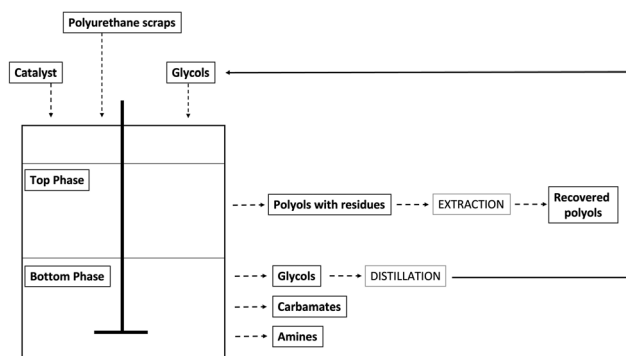 Polyurethane scraps
Catalyst
Glycols
Top Phase
Polyols with residues
EXTRACTION
Recovered
polyols
Bottom Phase
Glycols
DISTILLATION
Carbamates
Amines